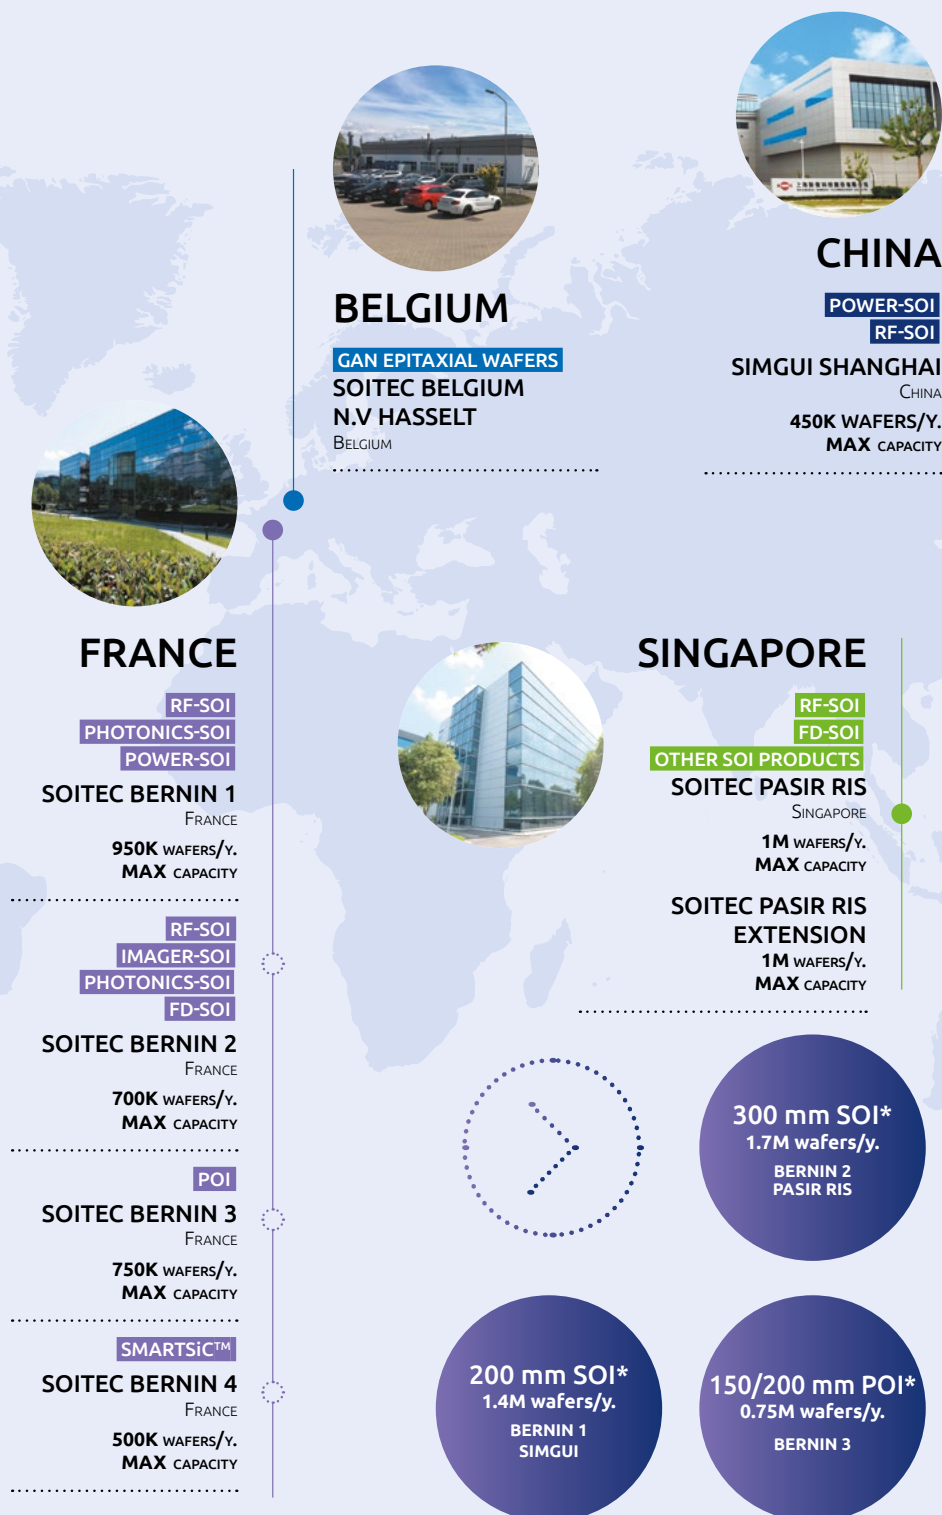 BELGIUM
GAN EPITAXIAL WAFERS
SOITEC BELGIUM
N.V HASSELT
BELGIUM
CHINA
POWER-SOI
RF-SOI
SIMGUI SHANGHAI
CHINA
450K WAFERS/Y.
MAX CAPACITY
FRANCE
RF-SOI
PHOTONICS-SOI
POWER-SOI
SOITEC BERNIN 1
FRANCE
950K WAFERS/Y.
MAX CAPACITY
RF-SOI
IMAGER-SOI
PHOTONICS-SOI
FD-SOI
SOITEC BERNIN 2
FRANCE
700K WAFERS/Y.
MAX CAPACITY
POI
SOITEC BERNIN 3
FRANCE
750K WAFERS/Y.
MAX CAPACITY
SMARTSiC™
SOITEC BERNIN 4
FRANCE
500K WAFERS/Y.
MAX CAPACITY
SINGAPORE
RF-SOI
FD-SOI
OTHER SOI PRODUCTS
SOITEC PASIR RIS
SINGAPORE
1M WAFERS/Y.
MAX CAPACITY
SOITEC PASIR RIS
EXTENSION
1M WAFERS/Y.
MAX CAPACITY
300 mm SOI*
1.7M wafers/y.
BERNIN 2
PASIR RIS
200 mm SOI*
1.4M wafers/y.
BERNIN 1
SIMGUI
150/200 mm POI*
0.75M wafers/y.
BERNIN 3